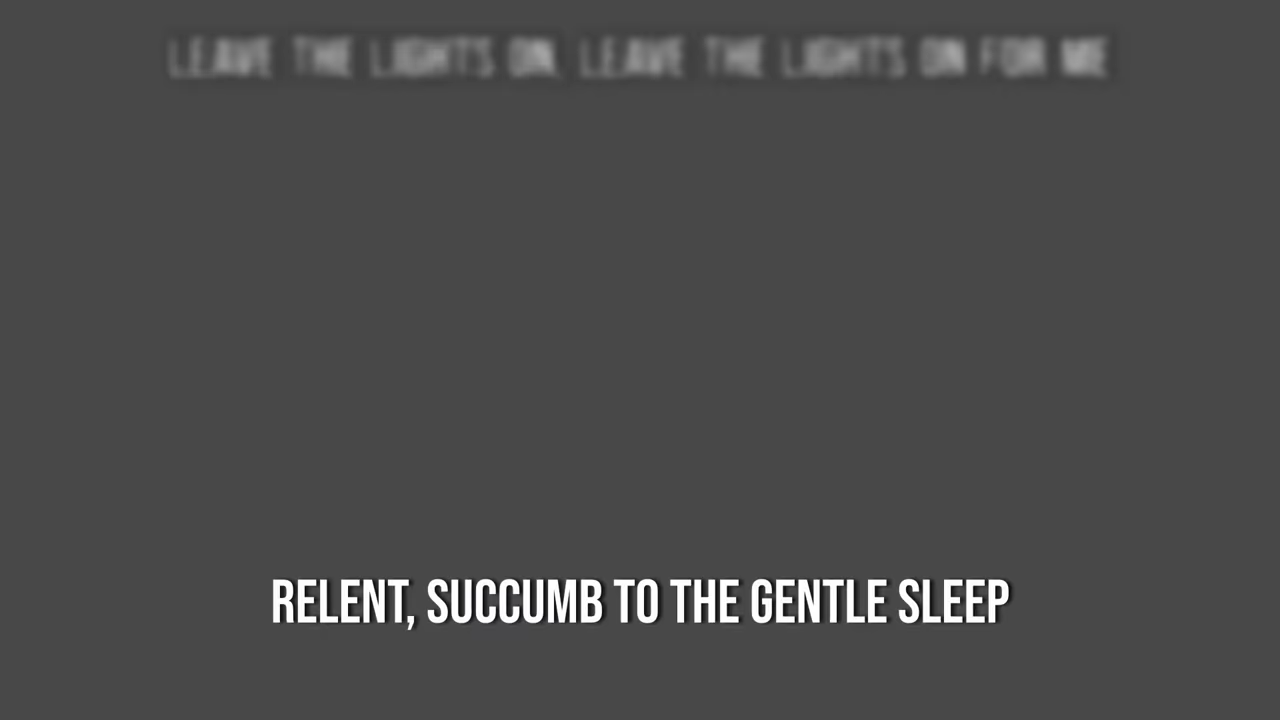 LEAVE THE LIGHTS ON, LEAVE THE LIGHTS ON FOR ME
RELENT, SUCCUMB TO THE GENTLE SLEEP